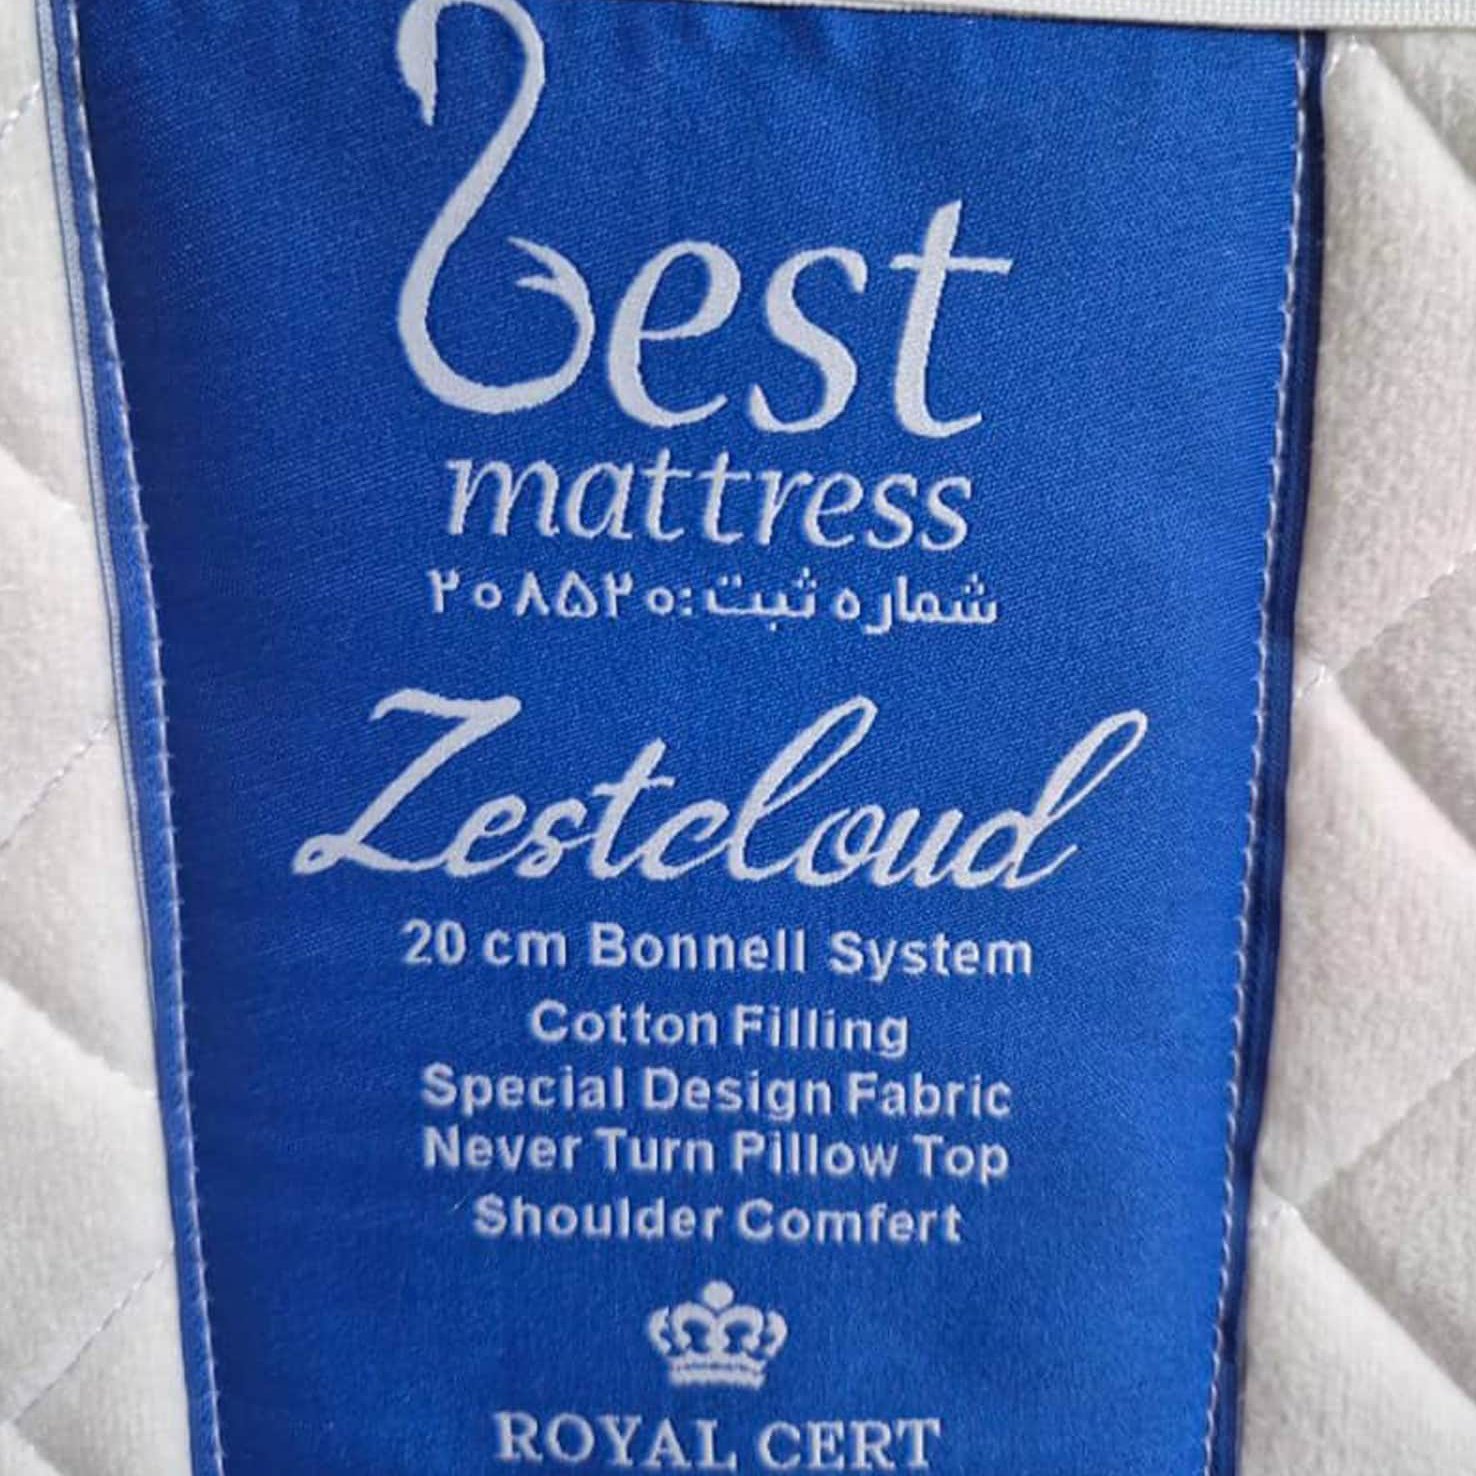 best
mattress
شماره ثبت:۲۰۸۵۲۰
Zestcloud
20 cm Bonnell System
Cotton Filling
Special Design Fabric
Never Turn Pillow Top
Shoulder Comfert
ROYAL CERT